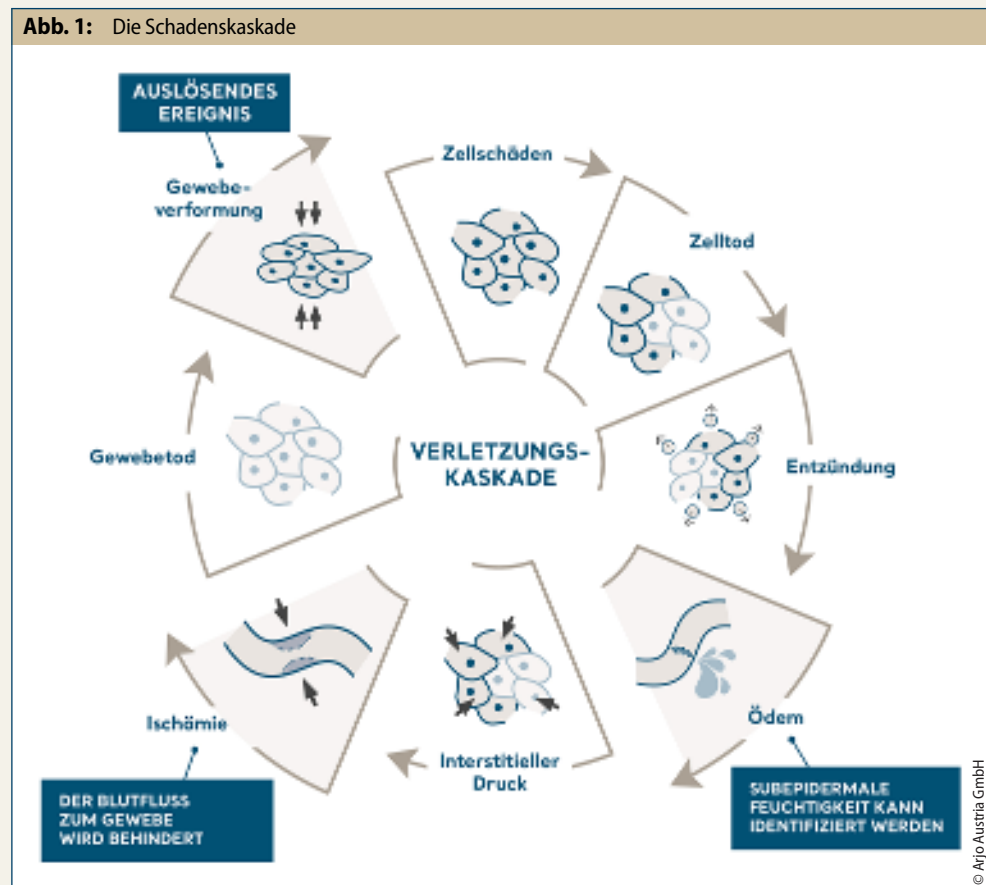 Abb. 1: Die Schadenskaskade
AUSLÖSENDES
EREIGNIS
Gewebe-
verformung
Zellschäden
Zelltod
Entzündung
Ödem
SUBEPIDERMALE
FEUCHTIGKEIT KANN
IDENTIFIZIERT WERDEN
Interstitieller
Druck
Ischämie
DER BLUTFLUSS
ZUM GEWEBE
WIRD BEHINDERT
Gewebetod
VERLETZUNGS-
KASKADE
© Arjo Austria GmbH